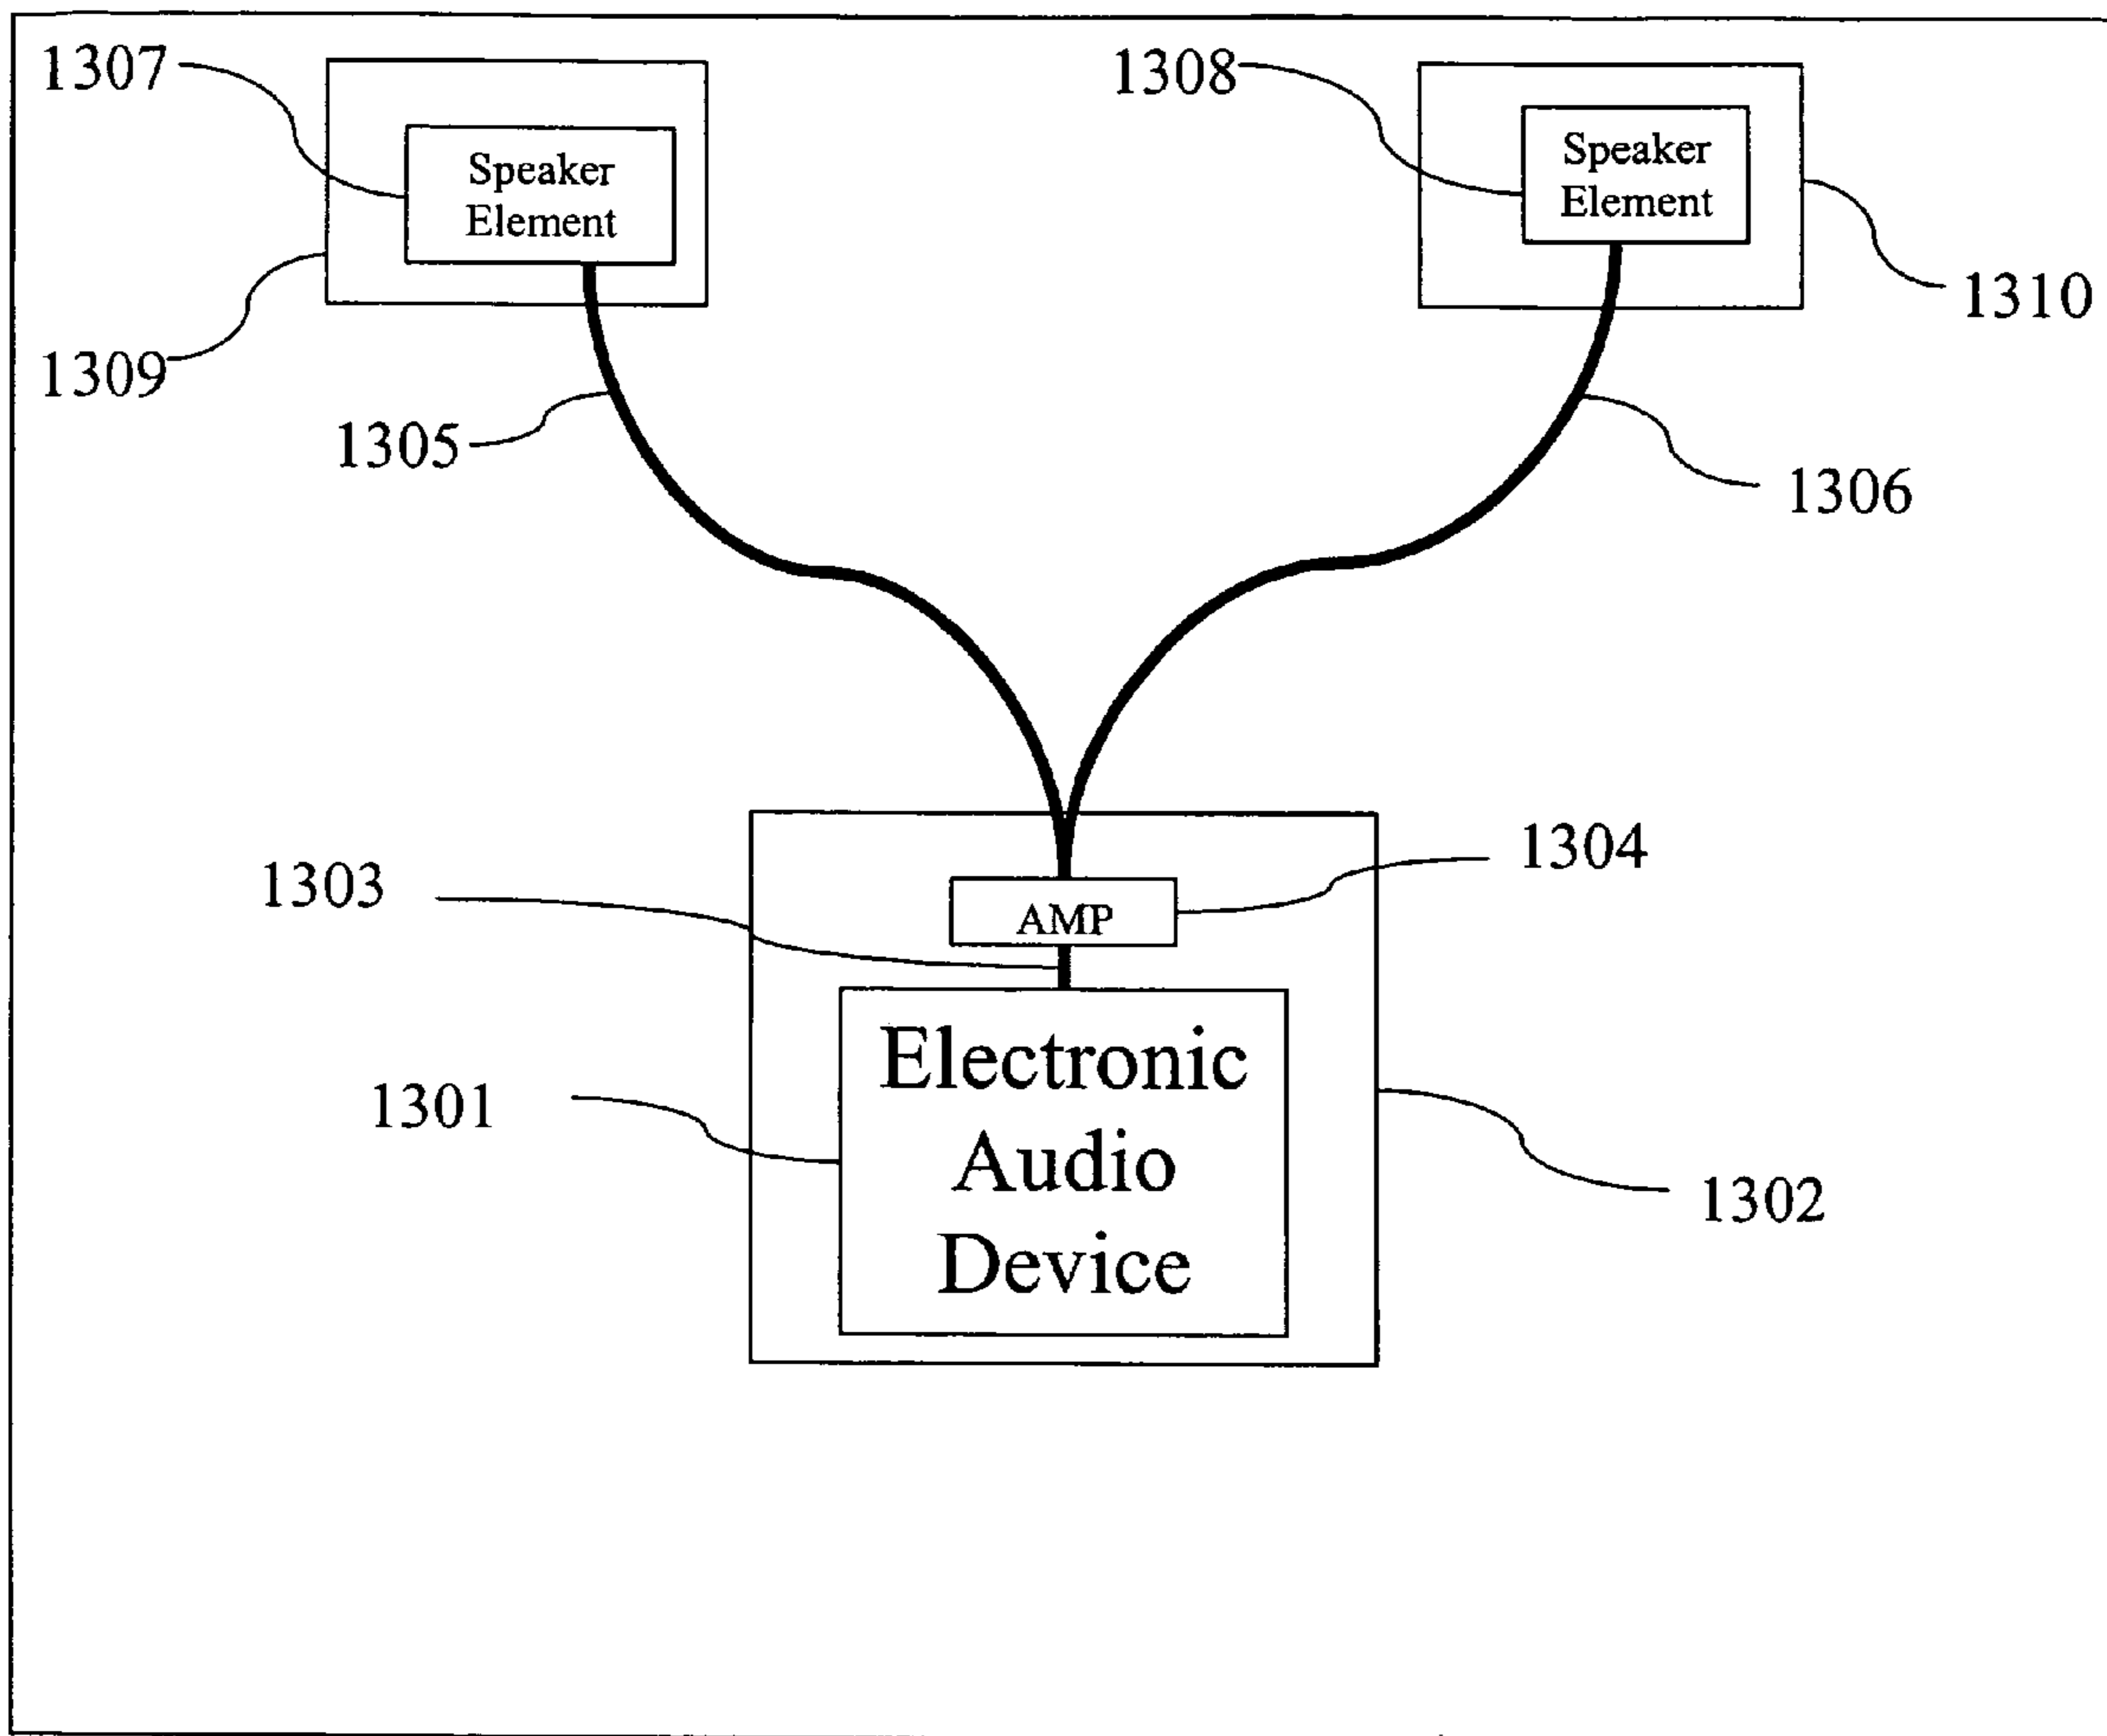 1307
1308
Speaker
Element
Speaker
Element
1310
1309
1305
1306
1304
1303
AMP
Electronic
1301
Audio
1302
Device